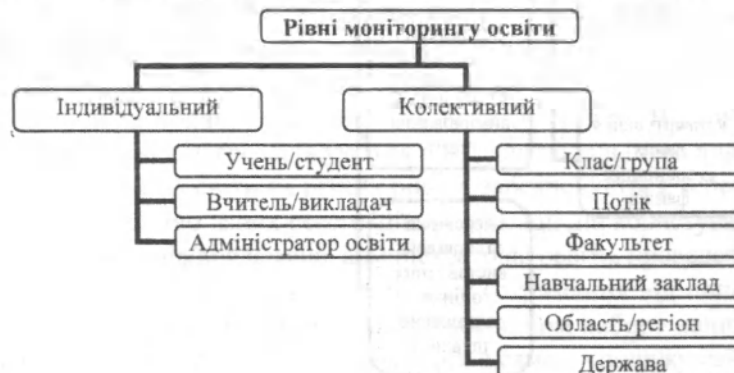 Рівні моніторингу освіти
Індивідуальний
Колективний
Учень/студент
Вчитель/викладач
Адміністратор освіти
Клас/група
Потік
Факультет
Навчальний заклад
Область/регіон
Держава